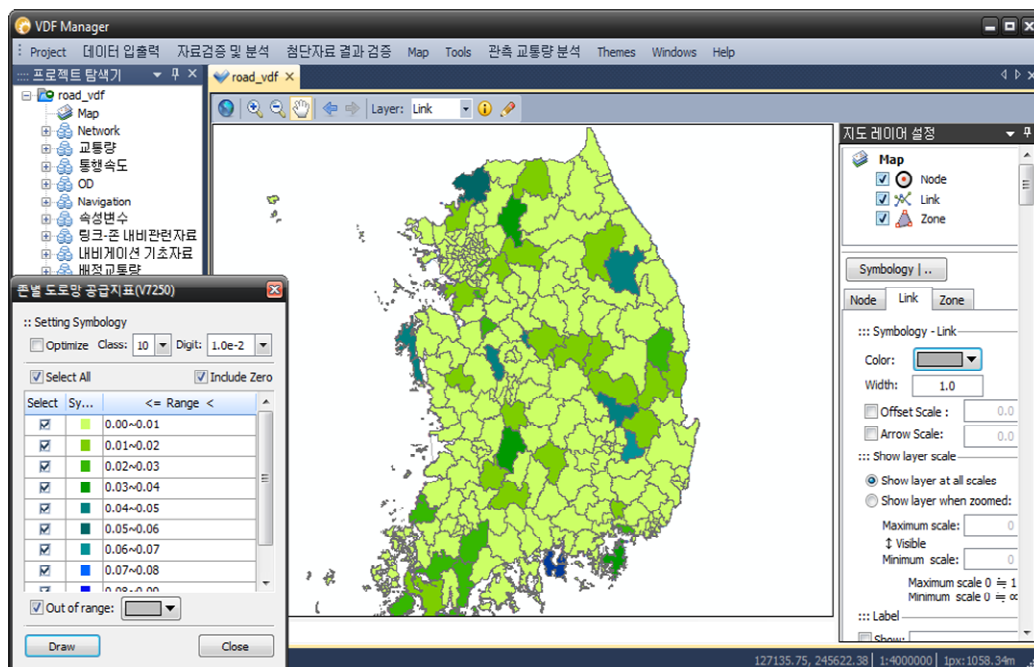 VDF Manager
Project 데이터 입출력 자료검증 및 분석 첨단자료 결과 검증 Map Tools 관측 교통량 분석 Themes Windows Help
프로젝트 탐색기
road_vdf
Map
Network
교통량
통행속도
OD
Navigation
속성변수
링크-존 내비관련자료
내비게이션 기초자료
배정교통량
road_vdf
Layer: Link
존별 도로망 공급지표(V7250)
:: Setting Symbology
Optimize Class: 10 Digit: 1.0e-2
Select All Include Zero
Select Sy... <= Range <
0.00~0.01
0.01~0.02
0.02~0.03
0.03~0.04
0.04~0.05
0.05~0.06
0.06~0.07
0.07~0.08
0.08~0.09
Out of range:
Draw Close
지도 레이어 설정
Map
Node
Link
Zone
Symbology | ..
Node Link Zone
::: Symbology - Link
Color:
Width: 1.0
Offset Scale : 0.0
Arrow Scale: 0.0
::: Show layer scale
Show layer at all scales
Show layer when zoomed:
Maximum scale: 0
↕ Visible
Minimum scale: 0
Maximum scale 0 ≒ 1
Minimum scale 0 ≒ ∞
::: Label
Show:
127135.75, 245622.38 1:4000000 1px:1058.34m